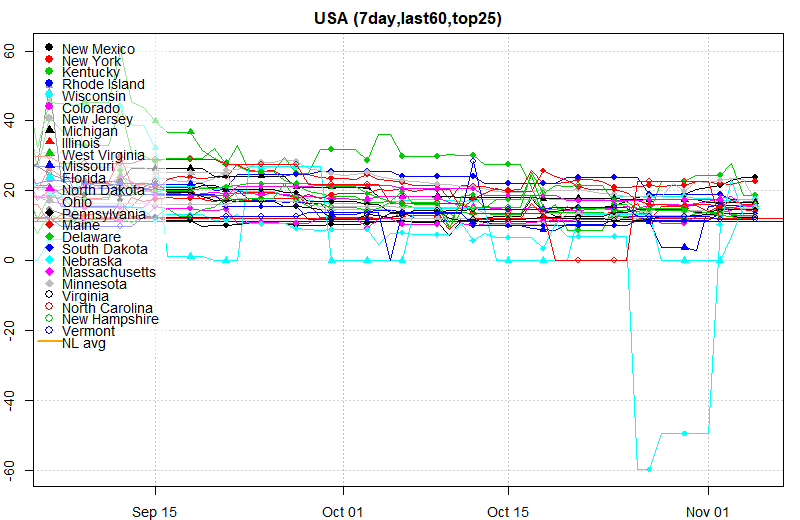 USA (7day,last60,top25)
60
40
20
0
-20
-40
-60
New Mexico
New York
Kentucky
Rhode Island
Wisconsin
Colorado
New Jersey
Michigan
Illinois
West Virginia
Missouri
Florida
North Dakota
Ohio
Pennsylvania
Maine
Delaware
South Dakota
Nebraska
Massachusetts
Minnesota
Virginia
North Carolina
New Hampshire
Vermont
NL avg
Sep 15
Oct 01
Oct 15
Nov 01